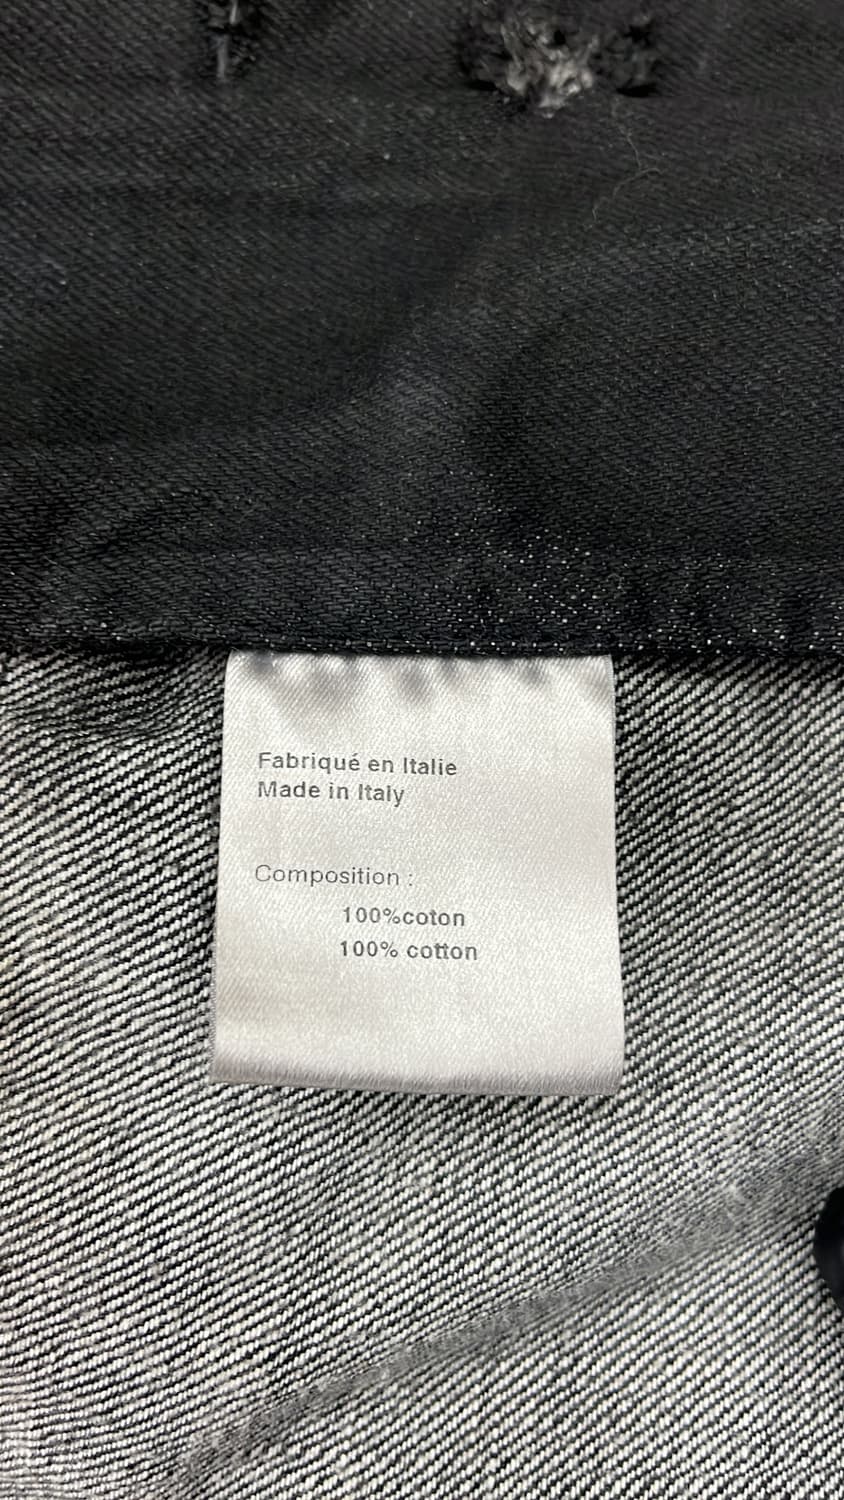 Fabriqué en Italie
Made in Italy
Composition :
100%coton
100% cotton